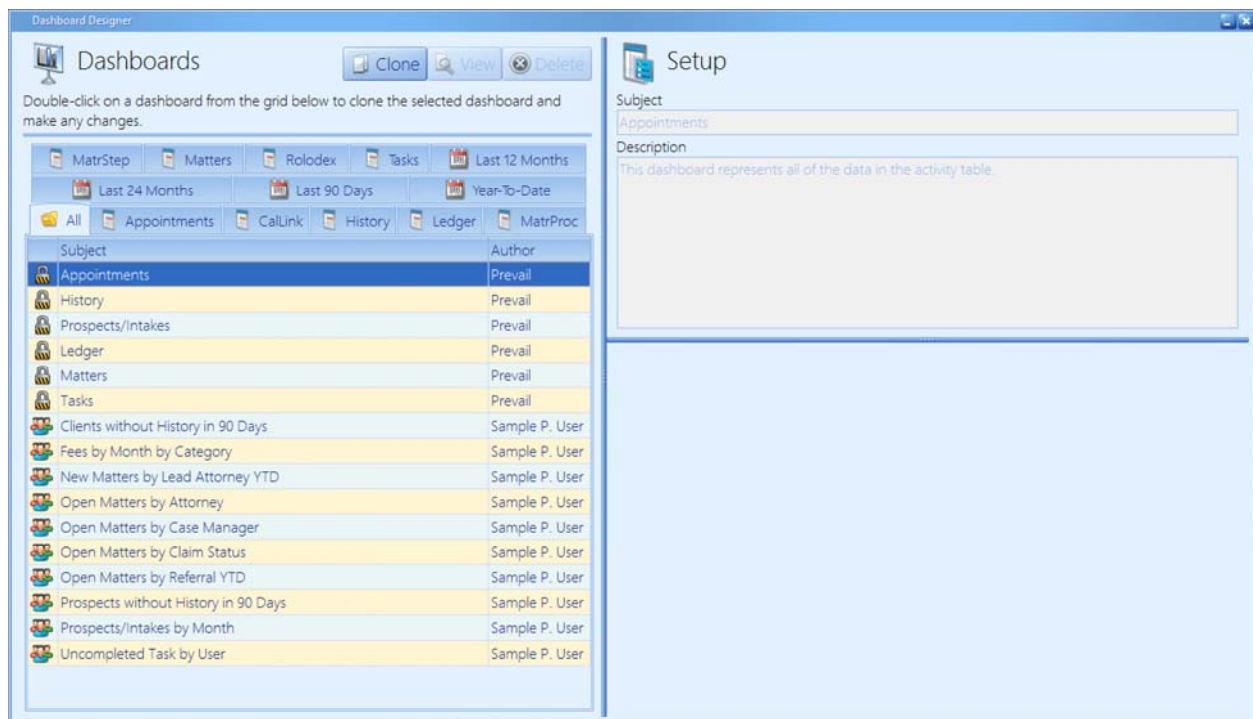 Dashboard Designer
Dashboards
Clone
View
Delete
Double-click on a dashboard from the grid below to clone the selected dashboard and
make any changes.
MatrStep Matters Rolodex Tasks Last 12 Months
Last 24 Months Last 90 Days Year-To-Date
All Appointments CalLink History Ledger MatrProc
Subject Author
Appointments Prevail
History Prevail
Prospects/Intakes Prevail
Ledger Prevail
Matters Prevail
Tasks Prevail
Clients without History in 90 Days Sample P. User
Fees by Month by Category Sample P. User
New Matters by Lead Attorney YTD Sample P. User
Open Matters by Attorney Sample P. User
Open Matters by Case Manager Sample P. User
Open Matters by Claim Status Sample P. User
Open Matters by Referral YTD Sample P. User
Prospects without History in 90 Days Sample P. User
Prospects/Intakes by Month Sample P. User
Uncompleted Task by User Sample P. User
Setup
Subject
Appointments
Description
This dashboard represents all of the data in the activity table.